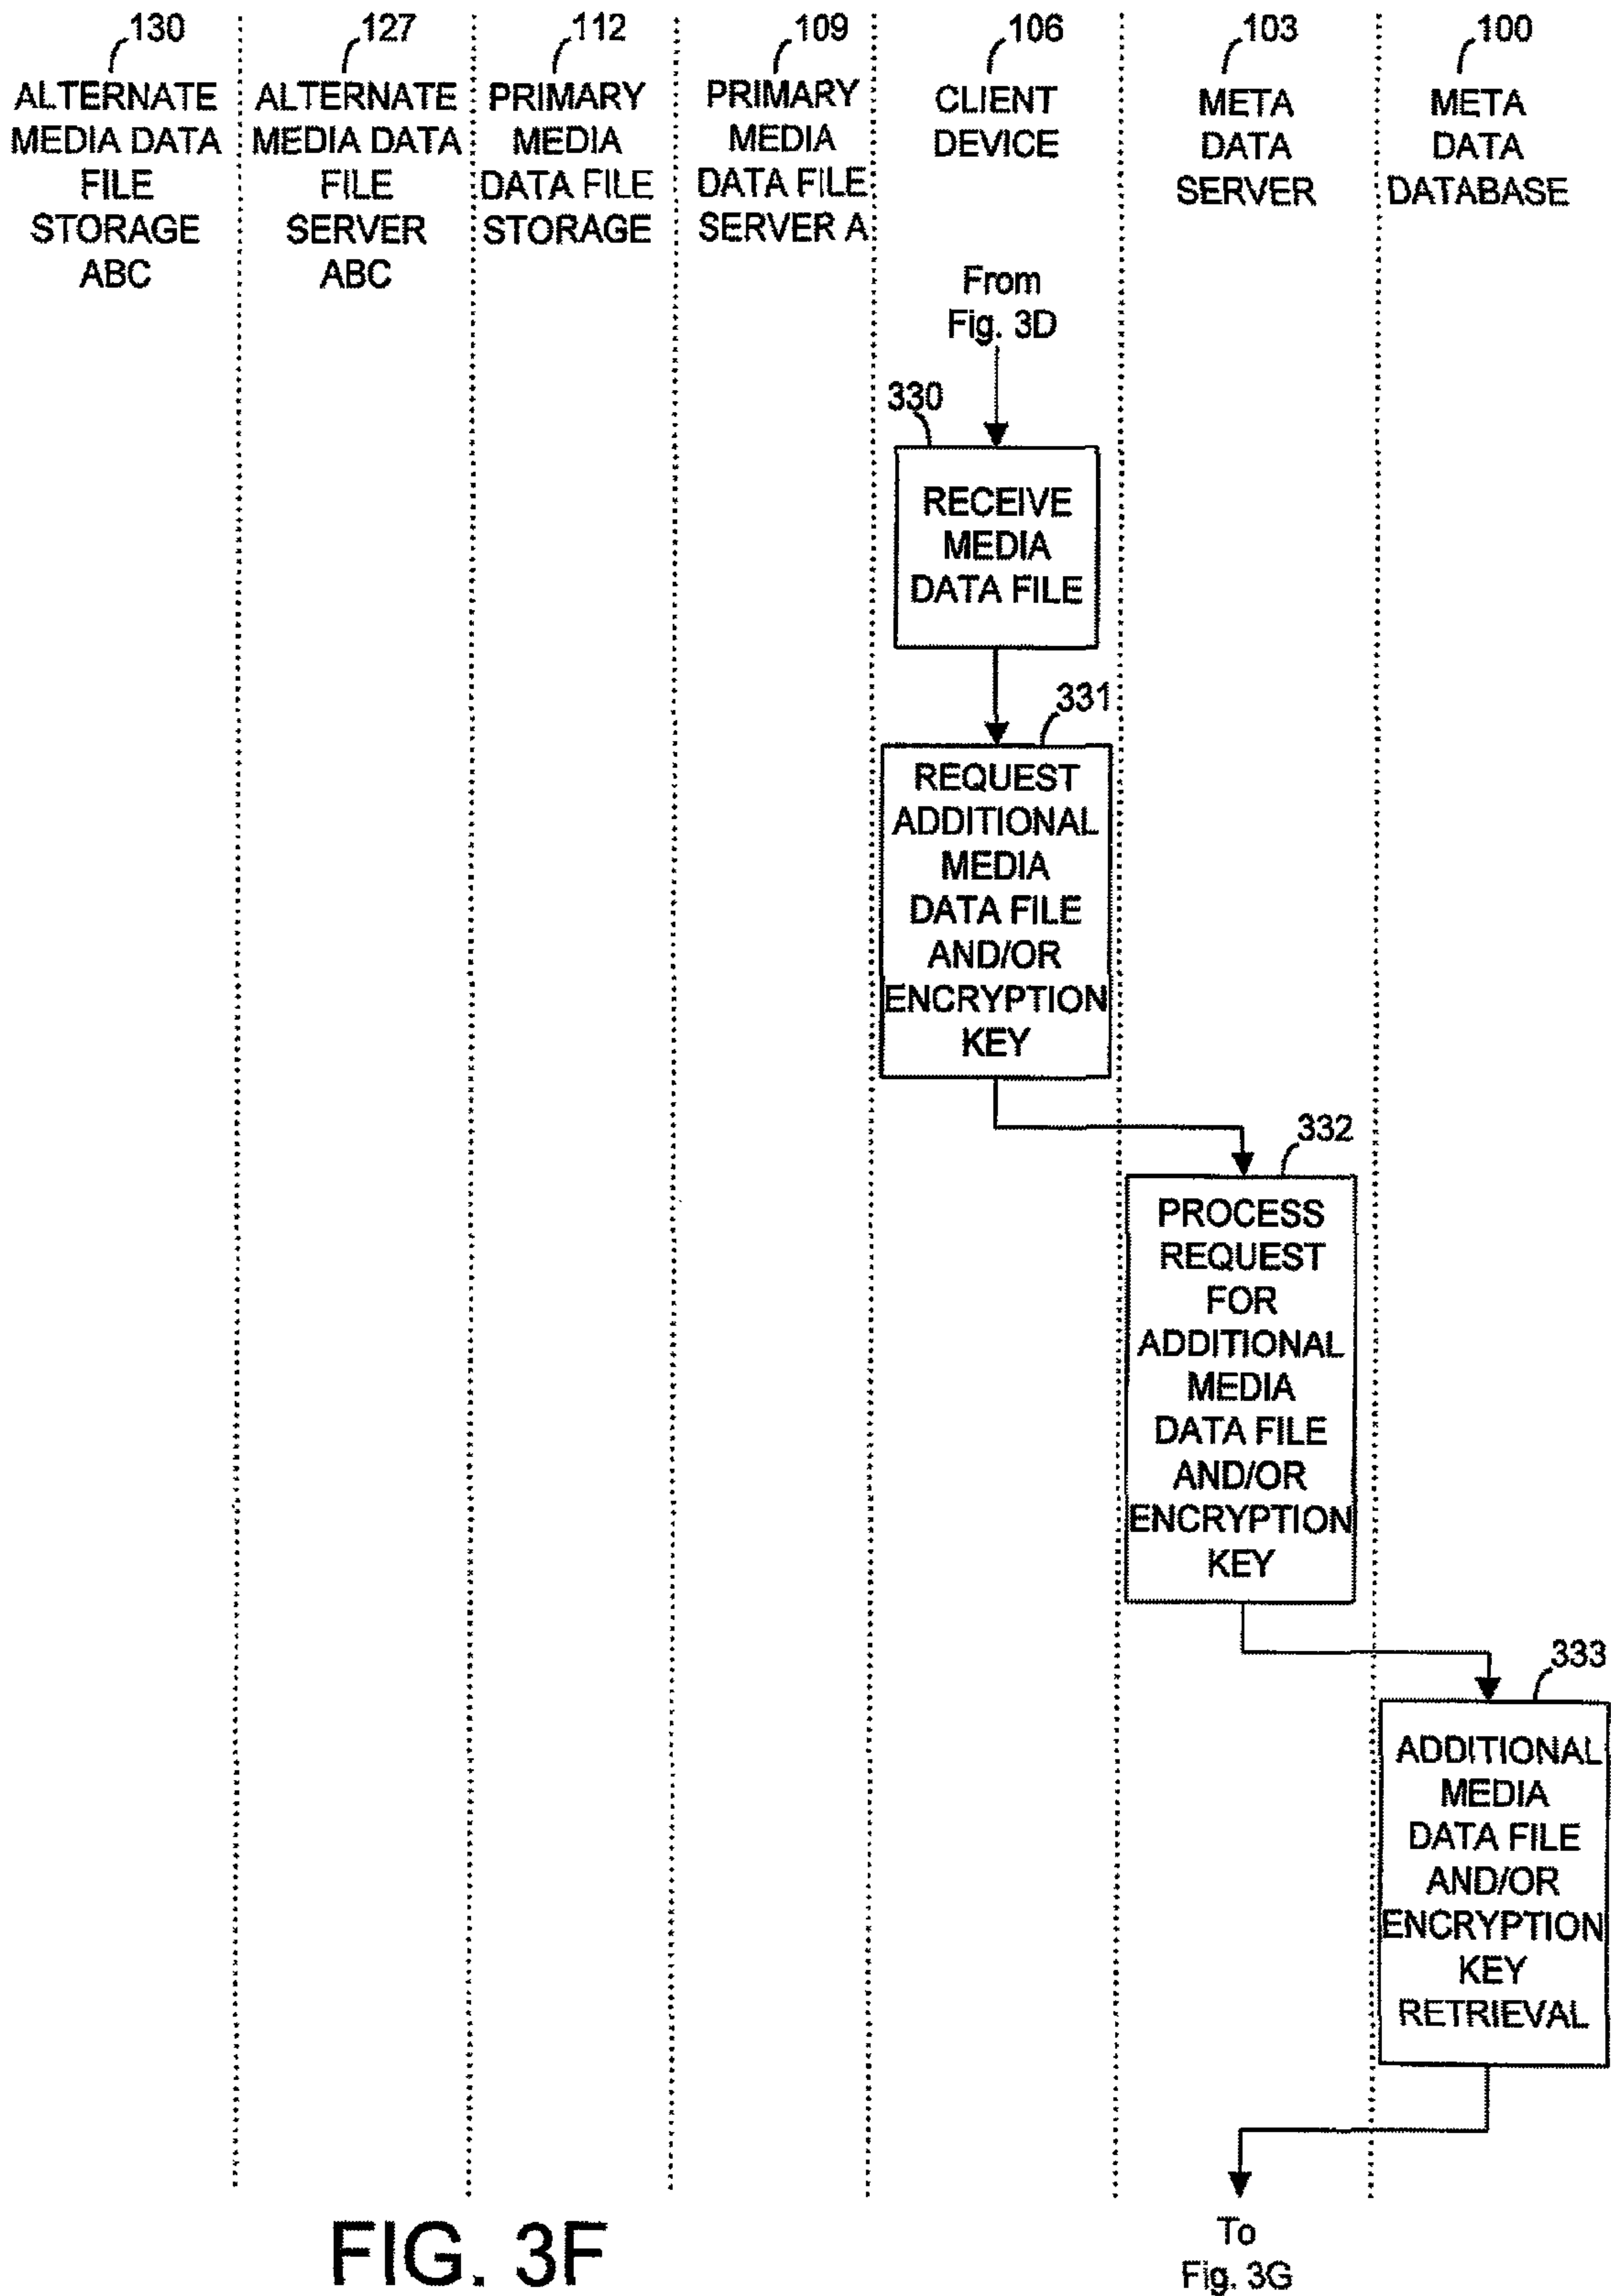 130
ALTERNATE
MEDIA DATA
FILE
STORAGE
ABC
127
ALTERNATE
MEDIA DATA
FILE
SERVER
ABC
112
PRIMARY
MEDIA
DATA FILE
STORAGE
109
PRIMARY
MEDIA
DATA FILE
SERVER A
106
CLIENT
DEVICE
103
META
DATA
SERVER
100
META
DATA
DATABASE
From
Fig. 3D
330
RECEIVE
MEDIA
DATA FILE
331
REQUEST
ADDITIONAL
MEDIA
DATA FILE
AND/OR
ENCRYPTION
KEY
332
PROCESS
REQUEST
FOR
ADDITIONAL
MEDIA
DATA FILE
AND/OR
ENCRYPTION
KEY
333
ADDITIONAL
MEDIA
DATA FILE
AND/OR
ENCRYPTION
KEY
RETRIEVAL
To
Fig. 3G
FIG. 3F